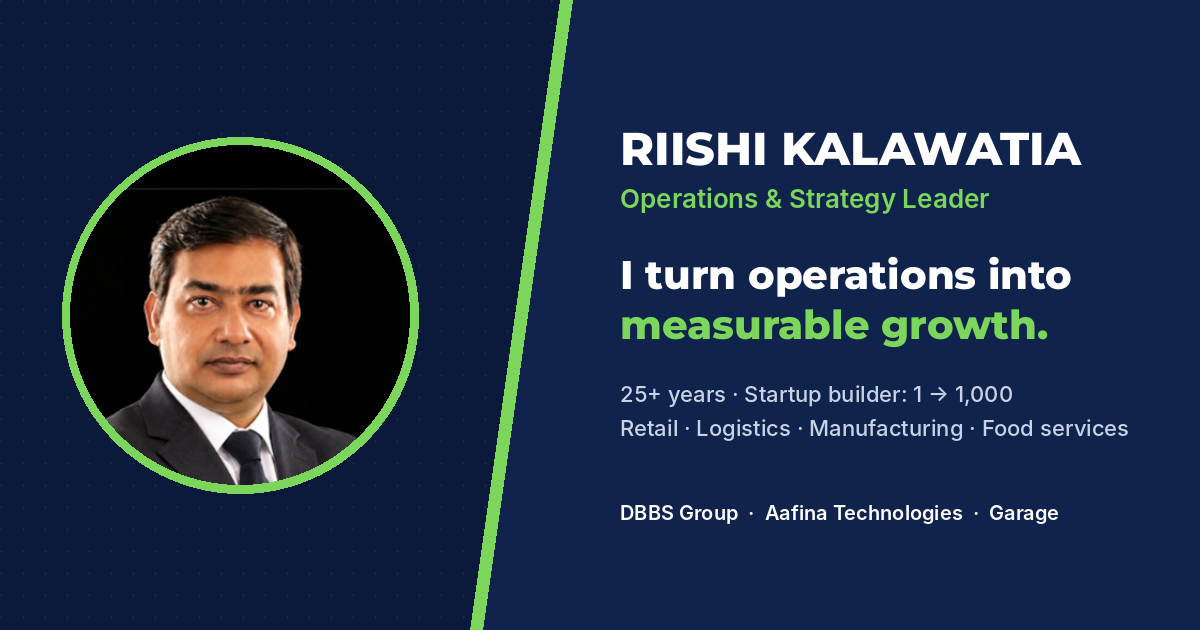 RIISHI KALAWATIA
Operations & Strategy Leader
I turn operations into
measurable growth.
25+ years · Startup builder: 1 → 1,000
Retail · Logistics · Manufacturing · Food services
DBBS Group · Aafina Technologies · Garage